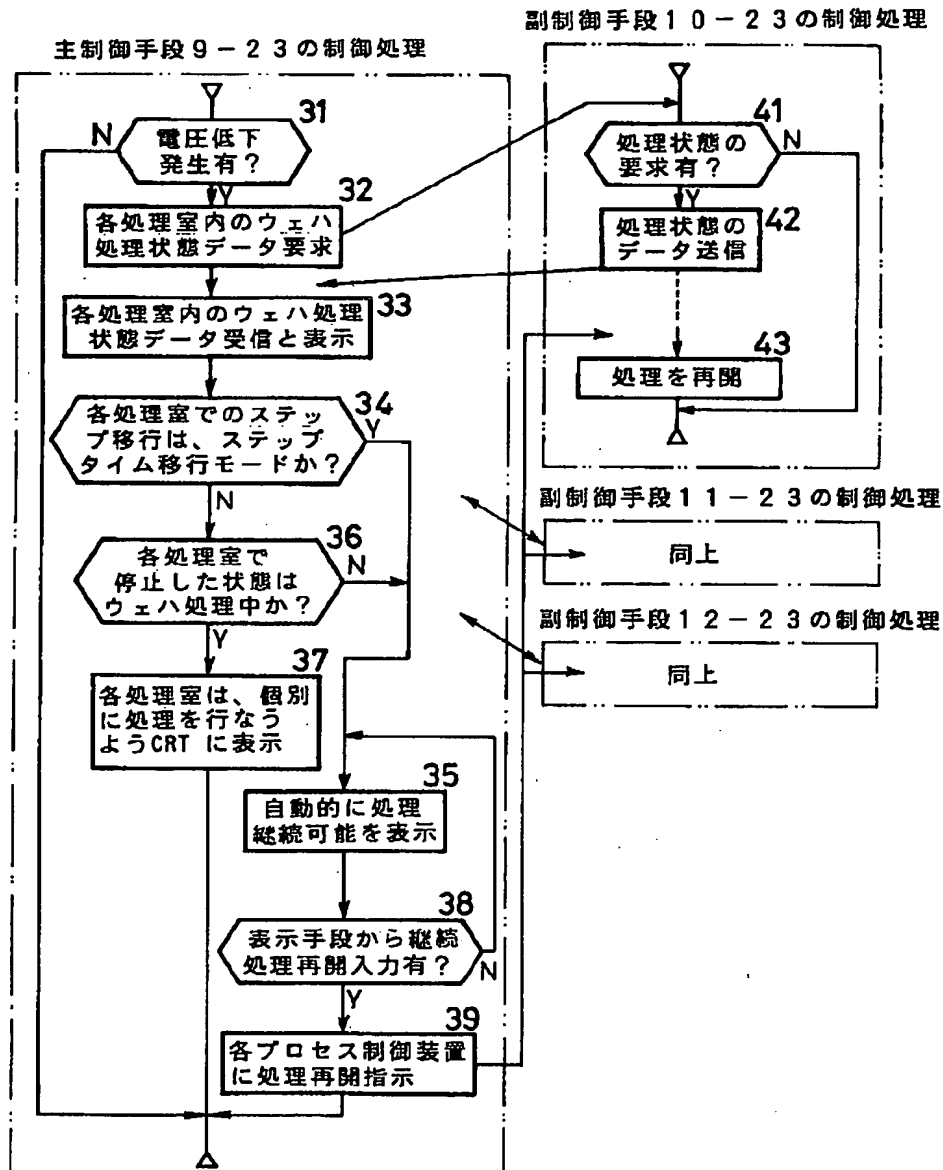 主制御手段9-23の制御処理
31
電圧低下
発生有?
N
Y
32
各処理室内のウェハ
処理状態データ要求
33
各処理室内のウェハ処理
状態データ受信と表示
34
各処理室でのステッ
プ移行は、ステップ
タイム移行モードか?
Y
N
36
各処理室で
停止した状態は
ウェハ処理中か?
N
Y
37
各処理室は、個別
に処理を行なう
ようCRTに表示
35
自動的に処理
継続可能を表示
38
表示手段から継続
処理再開入力有?
N
Y
39
各プロセス制御装置
に処理再開指示
副制御手段10-23の制御処理
41
処理状態の
要求有?
N
Y
42
処理状態の
データ送信
43
処理を再開
副制御手段11-23の制御処理
同上
副制御手段12-23の制御処理
同上